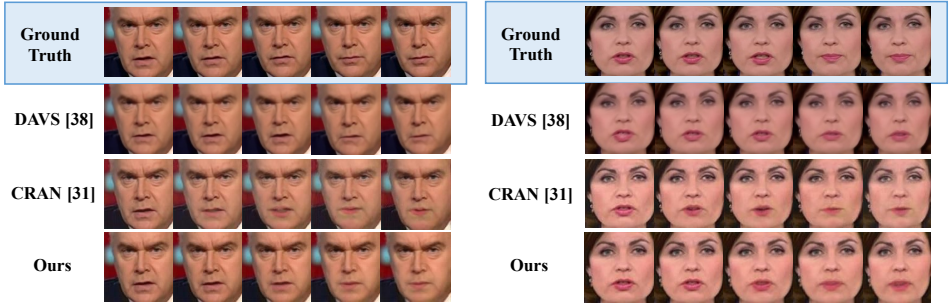 Ground
Truth
DAVS [38]
CRAN [31]
Ours
Ground
Truth
DAVS [38]
CRAN [31]
Ours